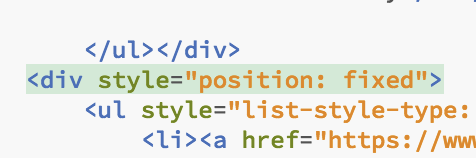 </ul></div>
<div style="position: fixed">
<ul style="list-style-type:
<li><a href="https://www